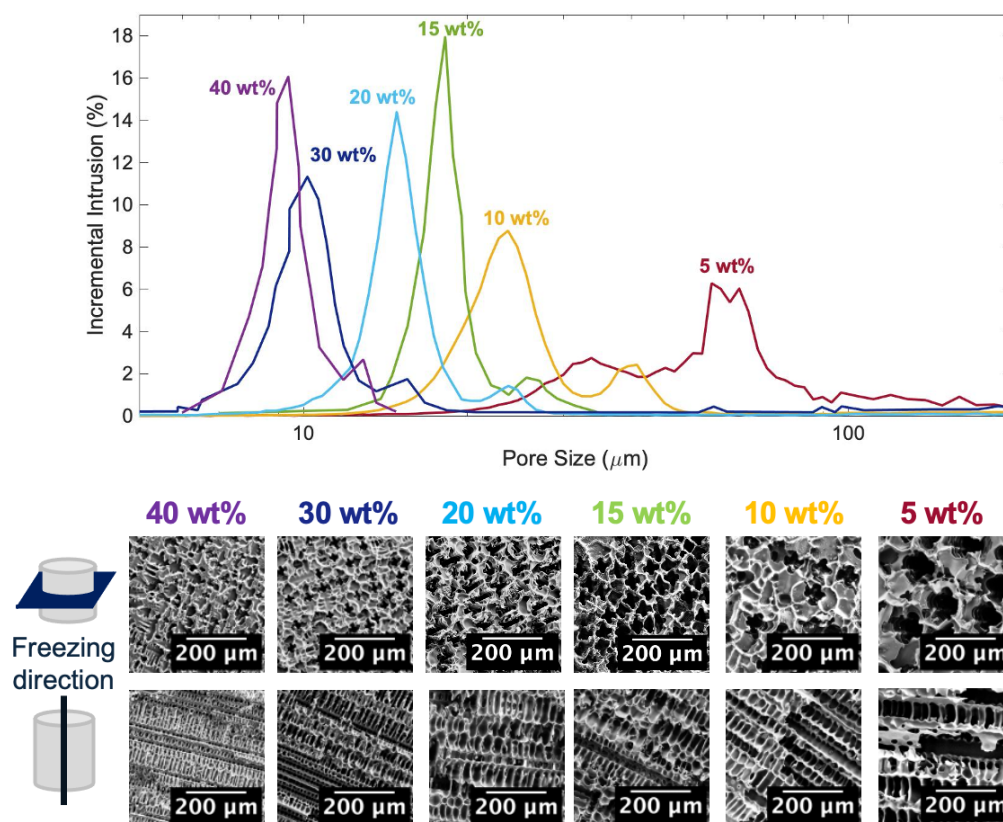 18
16
14
12
10
8
6
4
2
0
Incremental Intrusion (%)
15 wt%
40 wt%
20 wt%
30 wt%
10 wt%
5 wt%
10
100
Pore Size (μm)
40 wt% 30 wt% 20 wt% 15 wt% 10 wt% 5 wt%
200 μm 200 μm 200 μm 200 μm 200 μm 200 μm
Freezing
direction
200 μm 200 μm 200 μm 200 μm 200 μm 200 μm